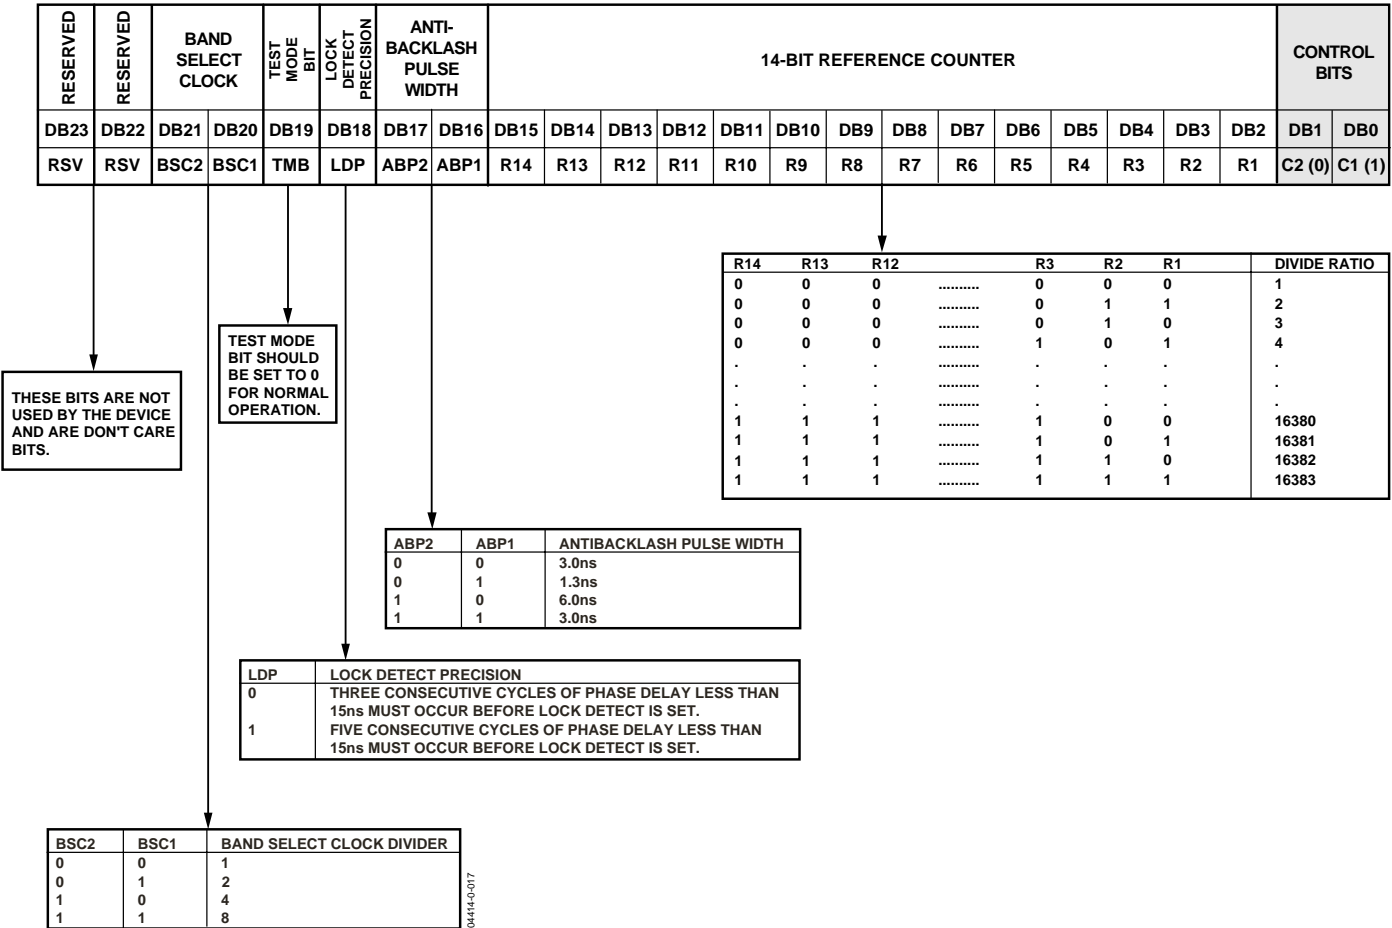 RESERVED
RESERVED
BAND
SELECT
CLOCK
TEST
MODE
BIT
LOCK
DETECT
PRECISION
ANTI-
BACKLASH
PULSE
WIDTH
14-BIT REFERENCE COUNTER
CONTROL
BITS
DB23 DB22 DB21 DB20 DB19 DB18 DB17 DB16 DB15 DB14 DB13 DB12 DB11 DB10 DB9 DB8 DB7 DB6 DB5 DB4 DB3 DB2 DB1 DB0
RSV RSV BSC2 BSC1 TMB LDP ABP2 ABP1 R14 R13 R12 R11 R10 R9 R8 R7 R6 R5 R4 R3 R2 R1 C2 (0) C1 (1)
R14 R13 R12 R3 R2 R1 DIVIDE RATIO
0 0 0 .......... 0 0 0 1
0 0 0 .......... 0 1 1 2
0 0 0 .......... 0 1 0 3
0 0 0 .......... 1 0 1 4
. . . .......... . . . .
. . . .......... . . . .
. . . .......... . . . .
1 1 1 .......... 1 0 0 16380
1 1 1 .......... 1 0 1 16381
1 1 1 .......... 1 1 0 16382
1 1 1 .......... 1 1 1 16383
TEST MODE
BIT SHOULD
BE SET TO 0
FOR NORMAL
OPERATION.
THESE BITS ARE NOT
USED BY THE DEVICE
AND ARE DON'T CARE
BITS.
ABP2 ABP1 ANTIBACKLASH PULSE WIDTH
0 0 3.0ns
0 1 1.3ns
1 0 6.0ns
1 1 3.0ns
LDP LOCK DETECT PRECISION
0 THREE CONSECUTIVE CYCLES OF PHASE DELAY LESS THAN
15ns MUST OCCUR BEFORE LOCK DETECT IS SET.
1 FIVE CONSECUTIVE CYCLES OF PHASE DELAY LESS THAN
15ns MUST OCCUR BEFORE LOCK DETECT IS SET.
BSC2 BSC1 BAND SELECT CLOCK DIVIDER
0 0 1
0 1 2
1 0 4
1 1 8
04414-0-017